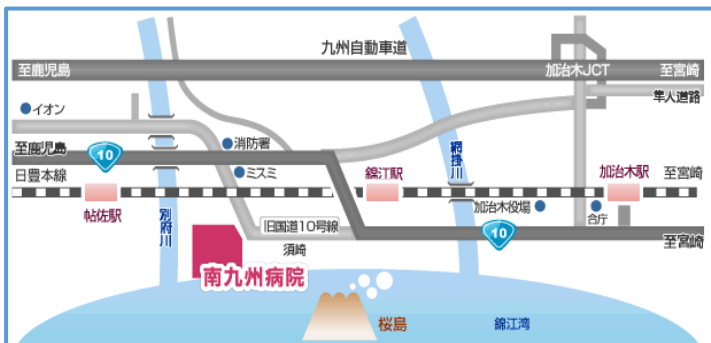 九州自動車道
至鹿児島
加治木JCT
至宮崎
隼人道路
イオン
消防署
至鹿児島
10
ミスミ
日豊本線
帖佐駅
別府川
錦江駅
網掛川
加治木駅
至宮崎
加治木役場
合庁
旧国道10号線
須崎
10
至宮崎
南九州病院
桜島
錦江湾